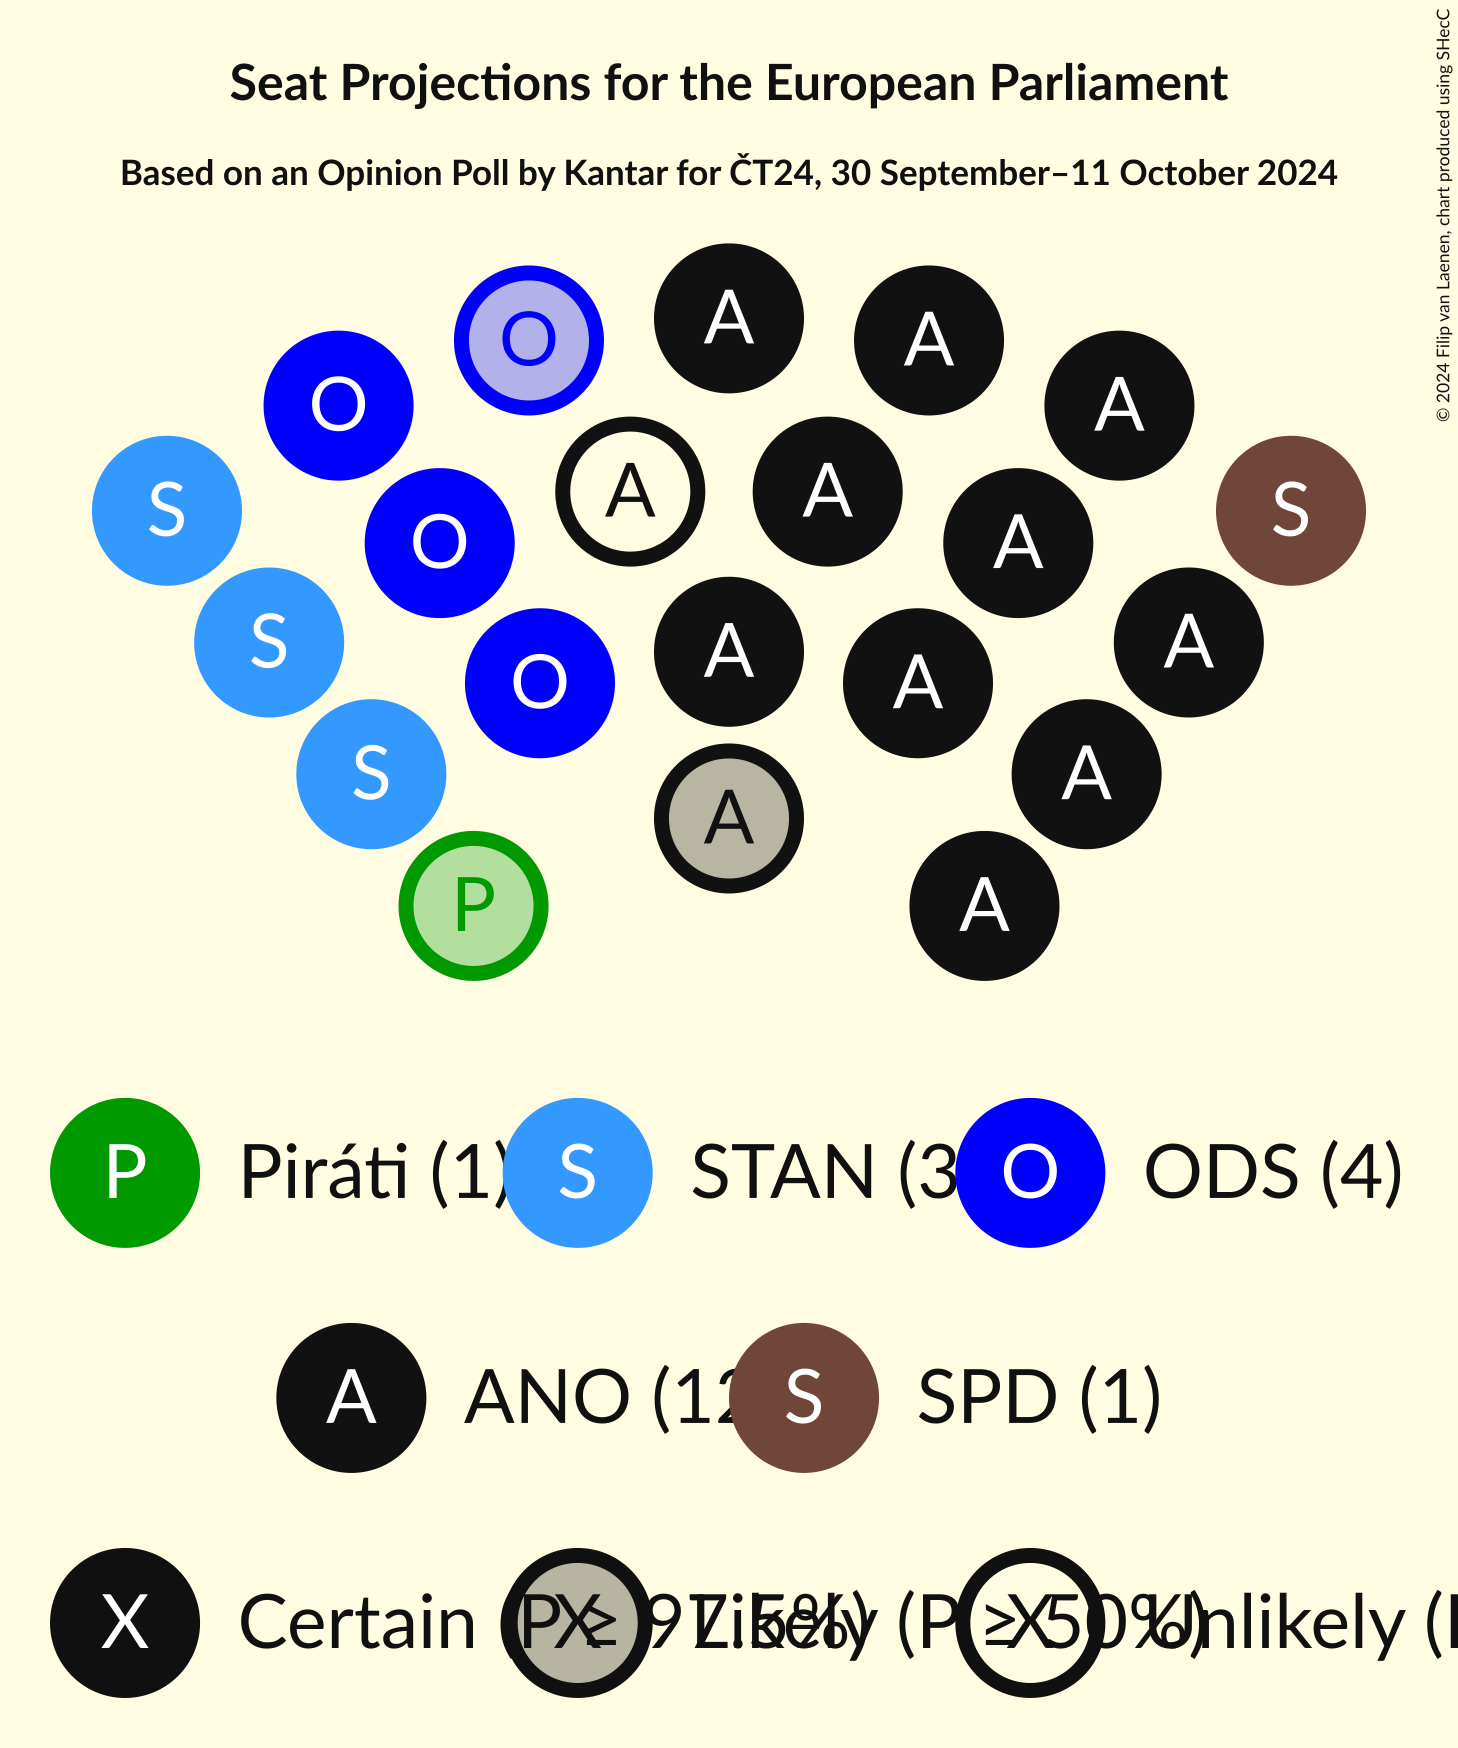 Seat Projections for the European Parliament
Based on an Opinion Poll by Kantar for ČT24, 30 September–11 October 2024
© 2024 Filip van Laenen, chart produced using SHecC
A
O A
O A
A A
S S
O A
A
O A
S A
S A
A
P A
P Piráti (1) S STAN (3 O ODS (4)
A ANO (12 S SPD (1)
X Certain (P ≥ 97.5%) X Likely (P ≥ 50%) X Unlikely (